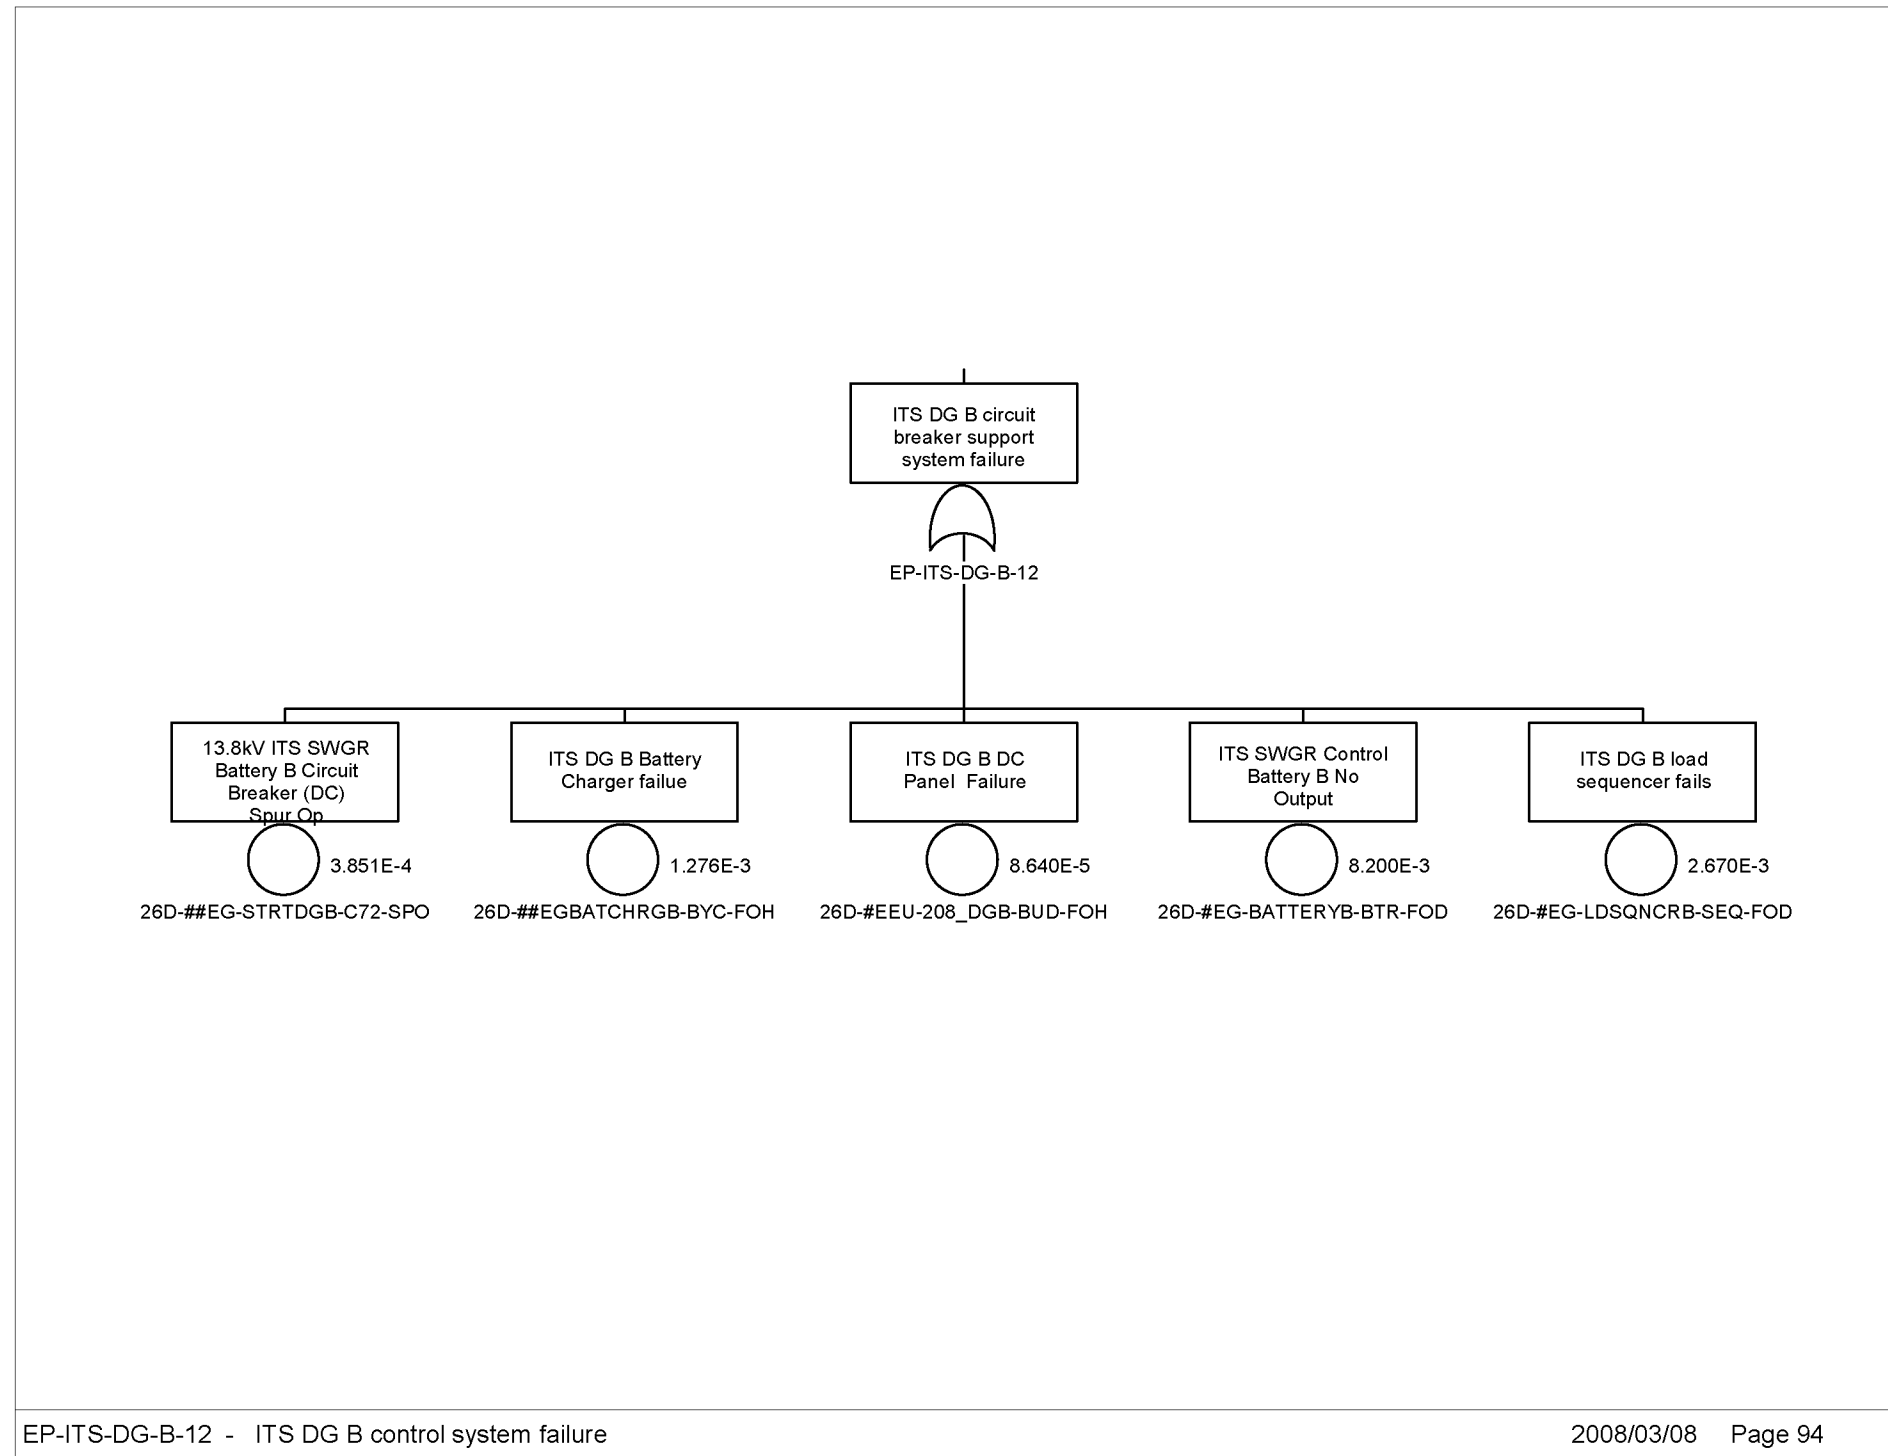 ITS DG B circuit
breaker support
system failure
EP-ITS-DG-B-12
13.8kV ITS SWGR
Battery B Circuit
Breaker (DC)
Spur Op
3.851E-4
26D-##EG-STRTDGB-C72-SPO
ITS DG B Battery
Charger failue
1.276E-3
26D-##EGBATCHRGB-BYC-FOH
ITS DG B DC
Panel  Failure
8.640E-5
26D-#EEU-208_DGB-BUD-FOH
ITS SWGR Control
Battery B No
Output
8.200E-3
26D-#EG-BATTERYB-BTR-FOD
ITS DG B load
sequencer fails
2.670E-3
26D-#EG-LDSQNCRB-SEQ-FOD
EP-ITS-DG-B-12 - ITS DG B control system failure
2008/03/08 Page 94